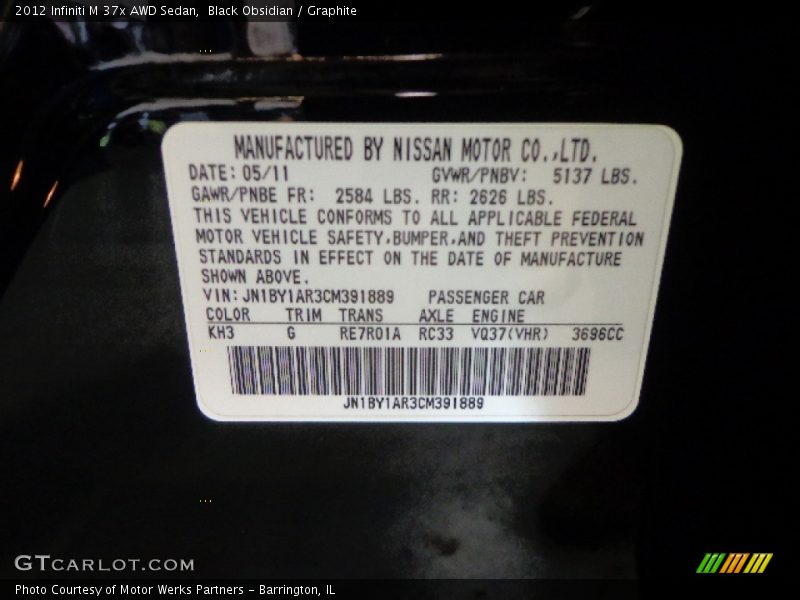 2012 Infiniti M 37x AWD Sedan,  Black Obsidian / Graphite
MANUFACTURED BY NISSAN MOTOR CO.,LTD.
DATE: 05/11 GVWR/PNBV: 5137 LBS.
GAWR/PNBE FR: 2584 LBS. RR: 2626 LBS.
THIS VEHICLE CONFORMS TO ALL APPLICABLE FEDERAL
MOTOR VEHICLE SAFETY,BUMPER,AND THEFT PREVENTION
STANDARDS IN EFFECT ON THE DATE OF MANUFACTURE
SHOWN ABOVE.
VIN: JN1BY1AR3CM391889 PASSENGER CAR
COLOR TRIM TRANS AXLE ENGINE
KH3 G RE7R01A RC33 VQ37(VHR) 3696CC
JN1BY1AR3CM391889
GTCARLOT.COM
Photo Courtesy of Motor Werks Partners - Barrington, IL